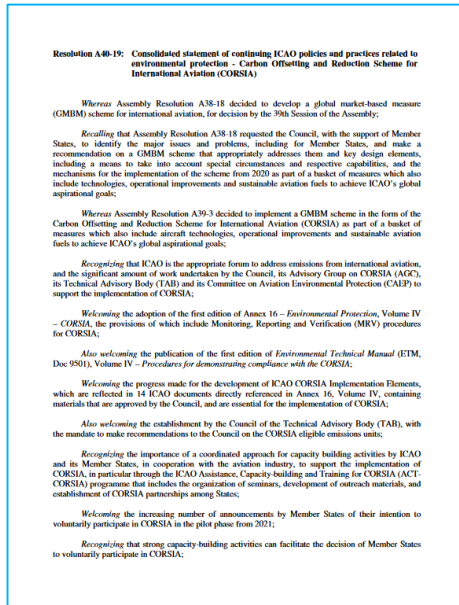 Resolution A40-19: Consolidated statement of continuing ICAO policies and practices related to
environmental protection - Carbon Offsetting and Reduction Scheme for
International Aviation (CORSIA)
Whereas Assembly Resolution A38-18 decided to develop a global market-based measure
(GMBM) scheme for international aviation, for decision by the 39th Session of the Assembly;
Recalling that Assembly Resolution A38-18 requested the Council, with the support of Member
States, to identify the major issues and problems, including for Member States, and make a
recommendation on a GMBM scheme that appropriately addresses them and key design elements,
including a means to take into account special circumstances and respective capabilities, and the
mechanisms for the implementation of the scheme from 2020 as part of a basket of measures which also
include technologies, operational improvements and sustainable aviation fuels to achieve ICAO's global
aspirational goals;
Whereas Assembly Resolution A39-3 decided to implement a GMBM scheme in the form of the
Carbon Offsetting and Reduction Scheme for International Aviation (CORSIA) as part of a basket of
measures which also include aircraft technologies, operational improvements and sustainable aviation
fuels to achieve ICAO's global aspirational goals;
Recognizing that ICAO is the appropriate forum to address emissions from international aviation,
and the significant amount of work undertaken by the Council, its Advisory Group on CORSIA (AGC),
its Technical Advisory Body (TAB) and its Committee on Aviation Environmental Protection (CAEP) to
support the implementation of CORSIA;
Welcoming the adoption of the first edition of Annex 16 – Environmental Protection, Volume IV
– CORSIA, the provisions of which include Monitoring, Reporting and Verification (MRV) procedures
for CORSIA;
Also welcoming the publication of the first edition of Environmental Technical Manual (ETM,
Doc 9501), Volume IV – Procedures for demonstrating compliance with the CORSIA;
Welcoming the progress made for the development of ICAO CORSIA Implementation Elements,
which are reflected in 14 ICAO documents directly referenced in Annex 16, Volume IV, containing
materials that are approved by the Council, and are essential for the implementation of CORSIA;
Also welcoming the establishment by the Council of the Technical Advisory Body (TAB), with
the mandate to make recommendations to the Council on the CORSIA eligible emissions units;
Recognizing the importance of a coordinated approach for capacity building activities by ICAO
and its Member States, in cooperation with the aviation industry, to support the implementation of
CORSIA, in particular through the ICAO Assistance, Capacity-building and Training for CORSIA (ACT-
CORSIA) programme that includes the organization of seminars, development of outreach materials, and
establishment of CORSIA partnerships among States;
Welcoming the increasing number of announcements by Member States of their intention to
voluntarily participate in CORSIA in the pilot phase from 2021;
Recognizing that strong capacity-building activities can facilitate the decision of Member States
to voluntarily participate in CORSIA;